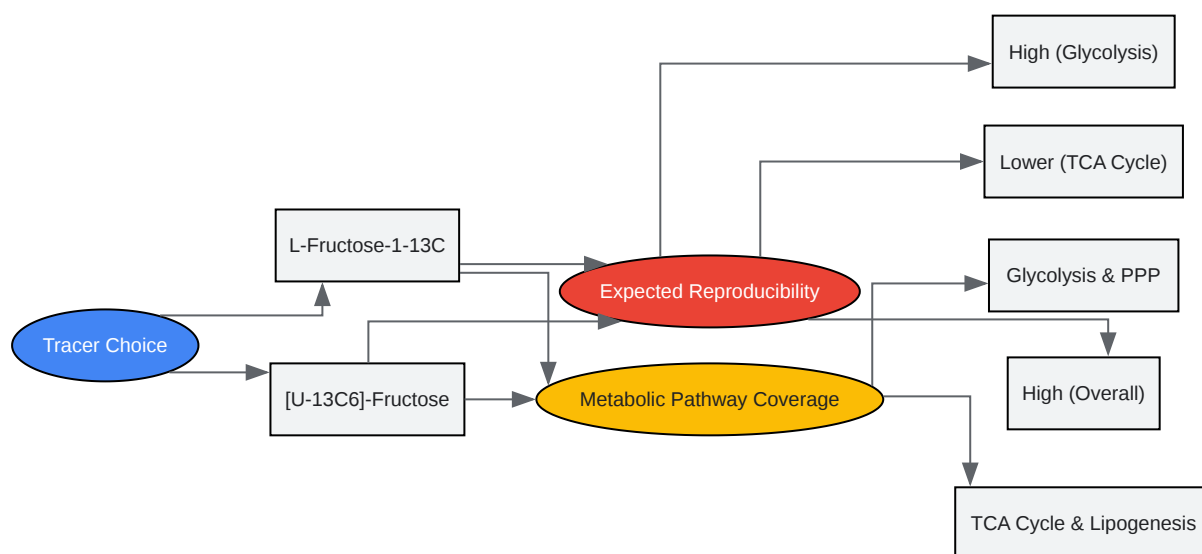 Tracer Choice
L-Fructose-1-13C
[U-13C6]-Fructose
Expected Reproducibility
Metabolic Pathway Coverage
High (Glycolysis)
Lower (TCA Cycle)
Glycolysis & PPP
High (Overall)
TCA Cycle & Lipogenesis